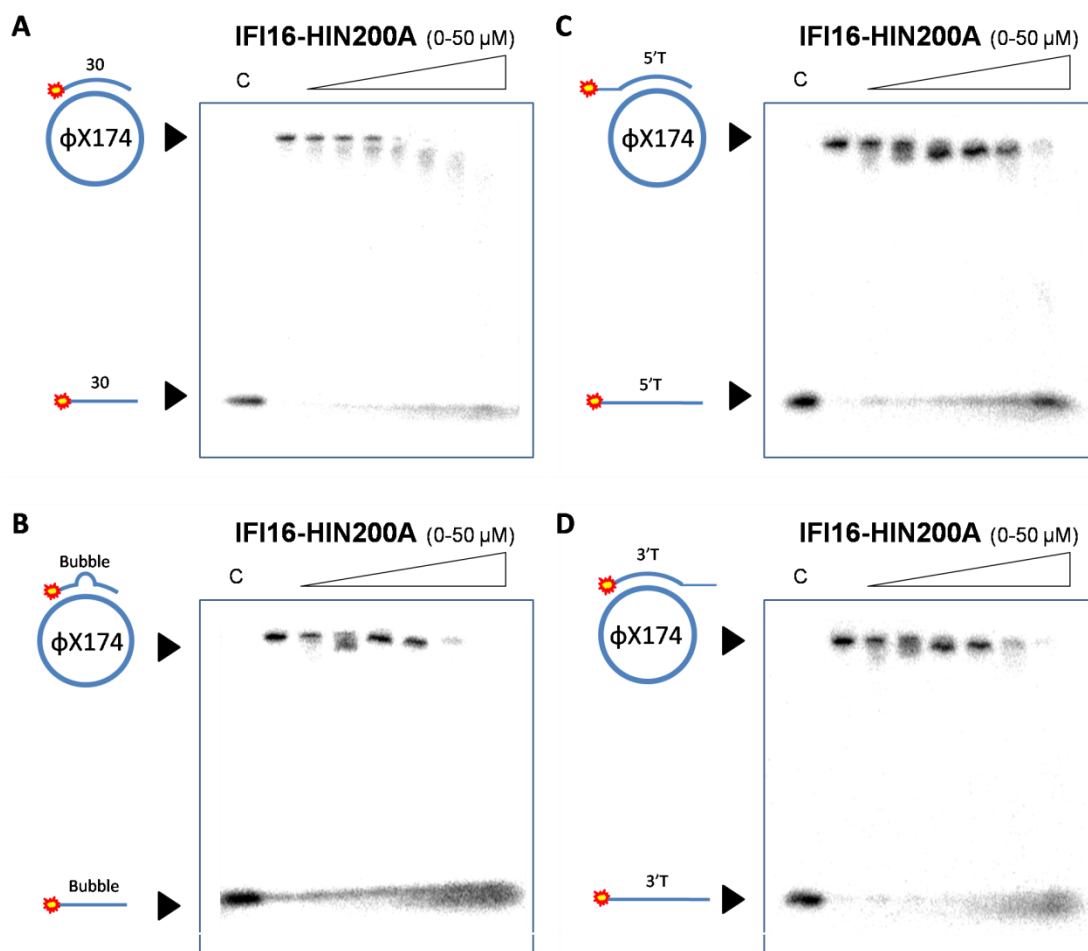 A
IFI16-HIN200A (0-50 µM)
C
30
ϕX174
30
C
IFI16-HIN200A (0-50 µM)
C
5'T
ϕX174
5'T
B
IFI16-HIN200A (0-50 µM)
C
Bubble
ϕX174
Bubble
D
IFI16-HIN200A (0-50 µM)
C
3'T
ϕX174
3'T